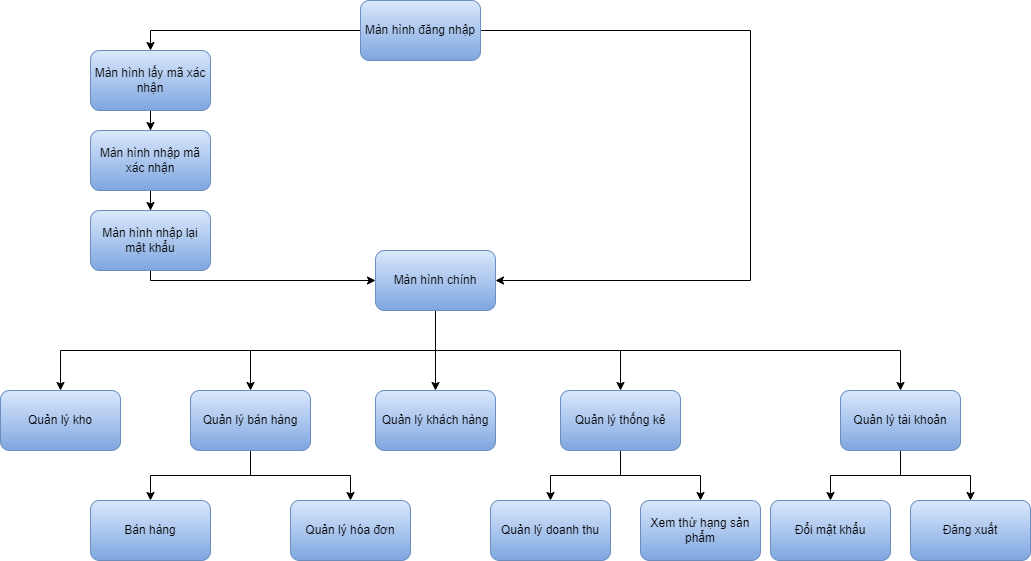 Màn hình đăng nhập
Màn hình lấy mã xác
nhận
Màn hình nhập mã
xác nhận
Màn hình nhập lại
mật khẩu
Màn hình chính
Quản lý kho
Quản lý bán hàng
Quản lý khách hàng
Quản lý thống kê
Quản lý tài khoản
Bán háng
Quản lý hóa đơn
Quản lý doanh thu
Xem thứ hạng sản
phẩm
Đổi mật khẩu
Đăng xuất